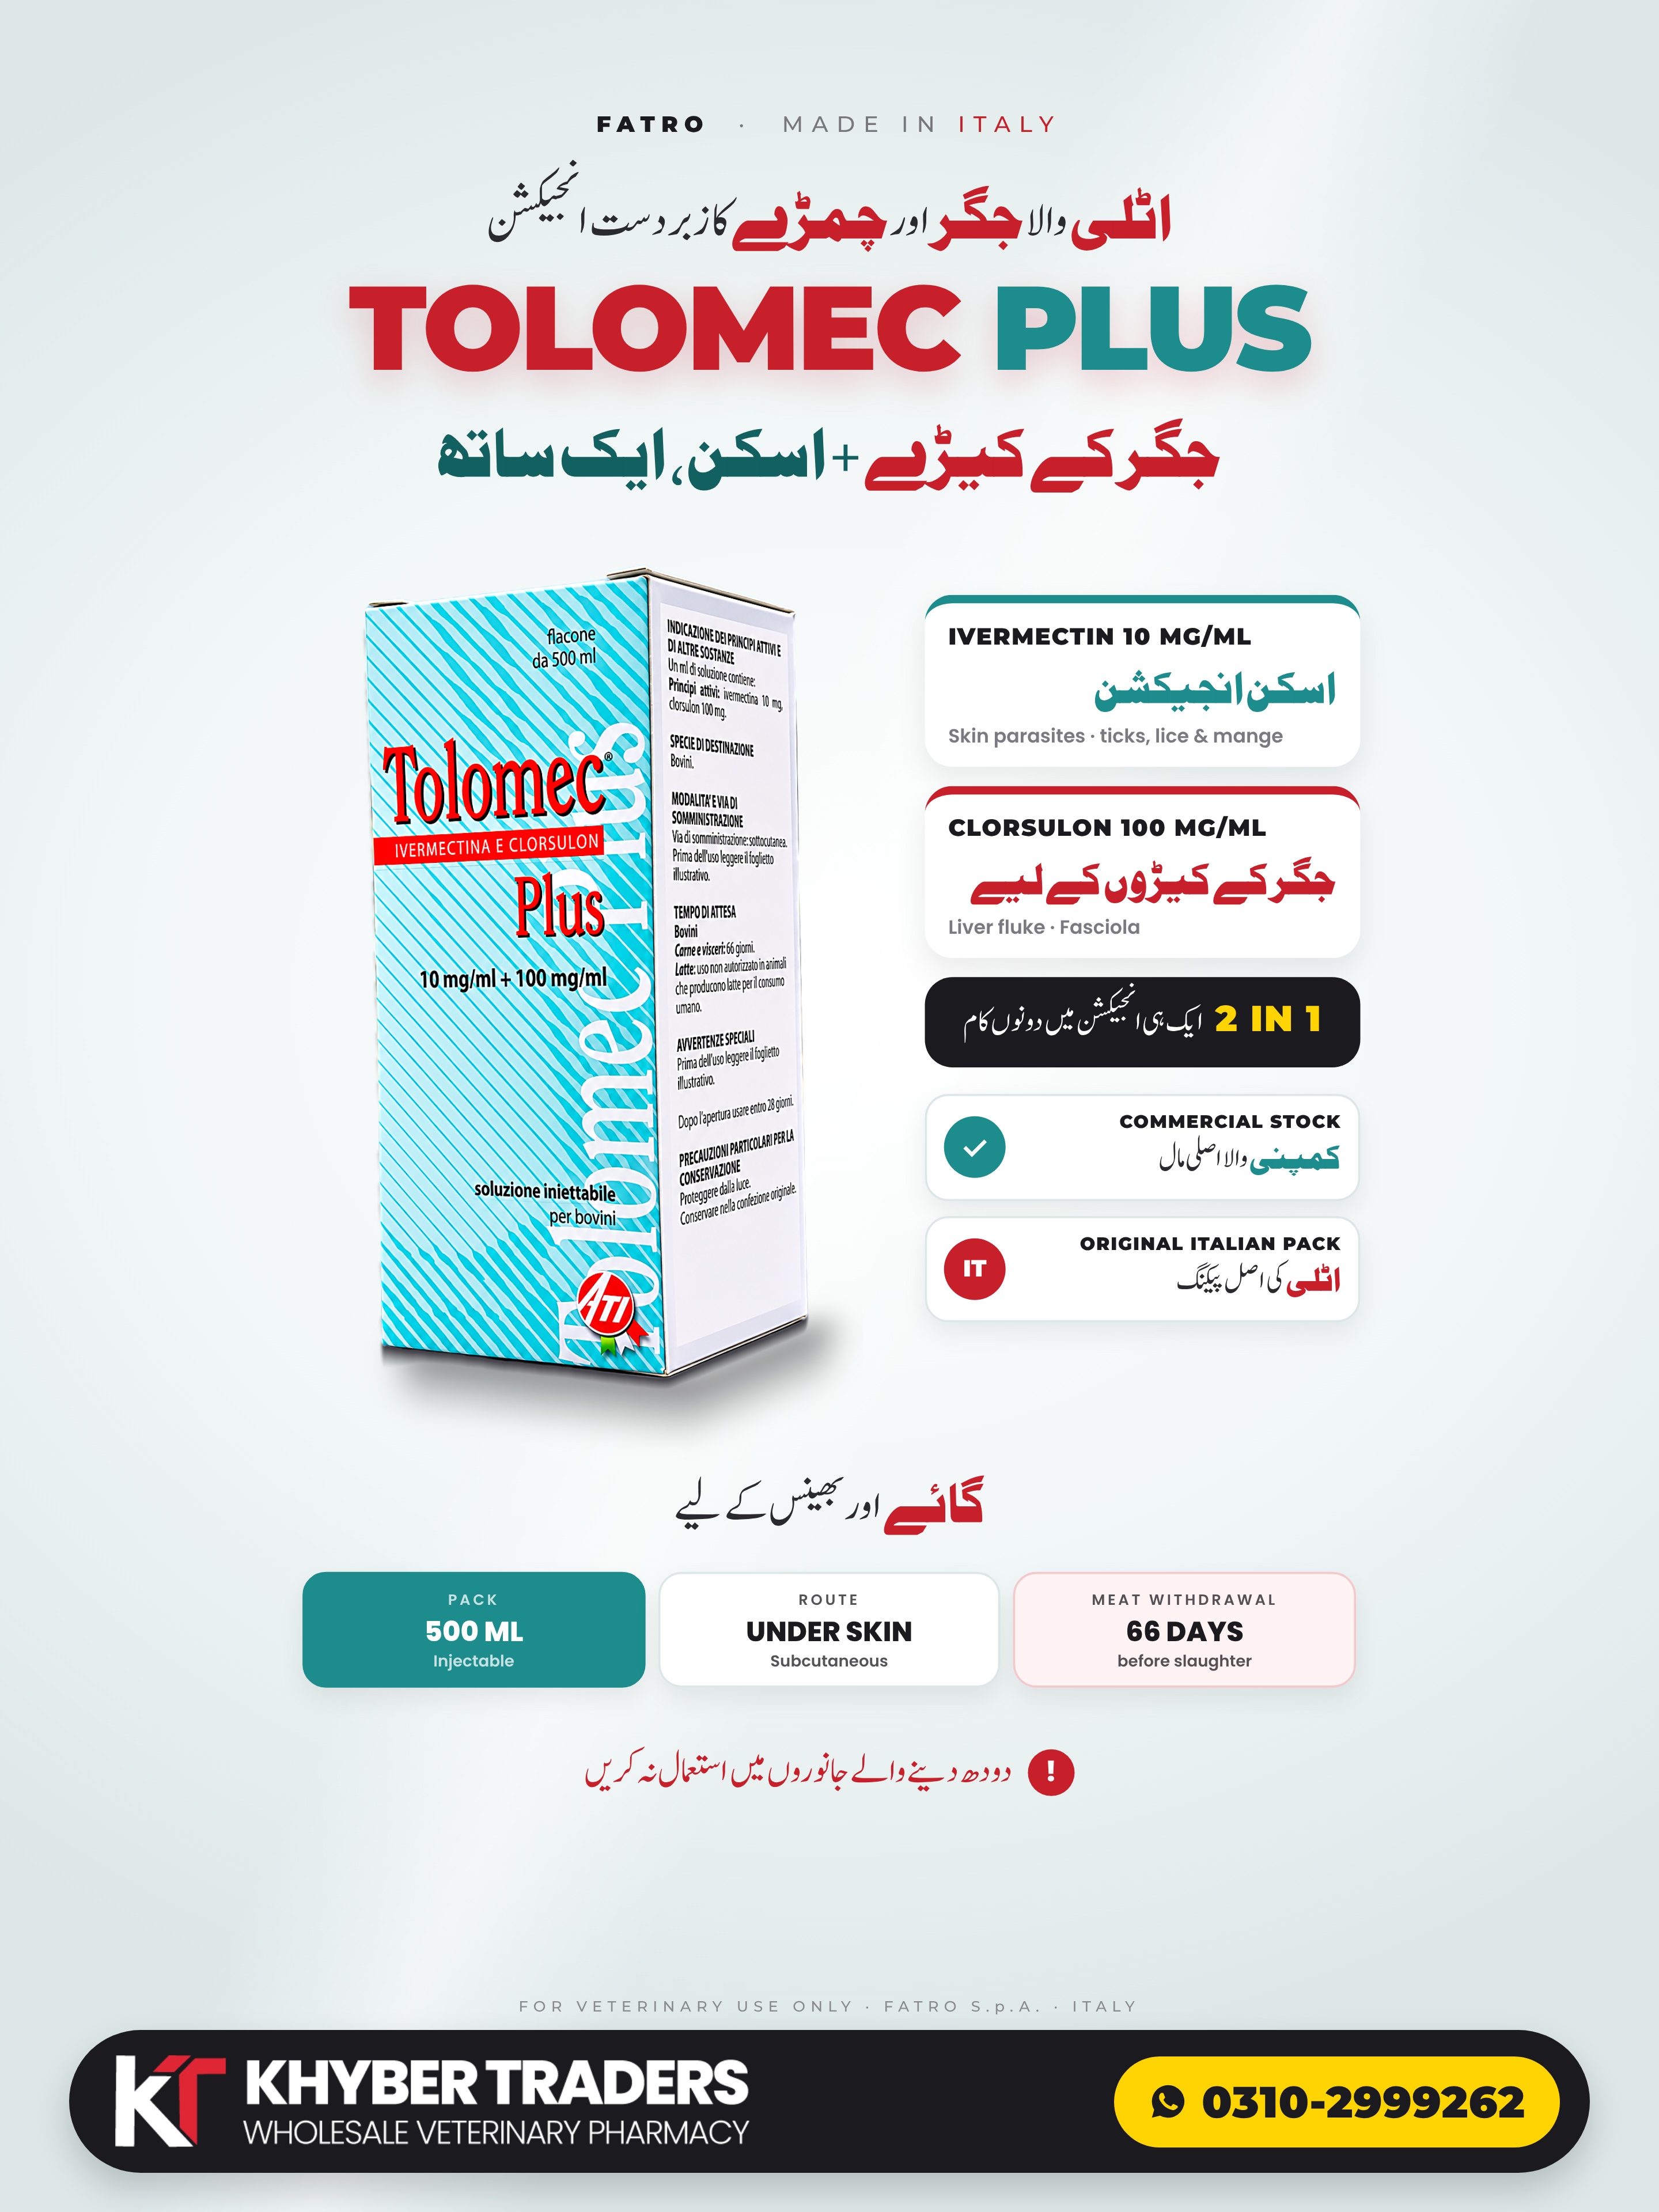 FATRO · MADE IN ITALY
اٹلی والا جگر اور چمڑے کا زبردست انجیکشن
TOLOMEC PLUS
جگر کے کیڑے + اسکن، ایک ساتھ
flacone
da 500 ml
Tolomec®
IVERMECTINA E CLORSULON
Plus
10 mg/ml + 100 mg/ml
Tolomec Plus
soluzione iniettabile
per bovini
ATI
INDICAZIONE DEI PRINCIPI ATTIVI E
DI ALTRE SOSTANZE
Un ml di soluzione contiene:
Principi attivi: ivermectina 10 mg,
clorsulon 100 mg.
SPECIE DI DESTINAZIONE
Bovini.
MODALITA' E VIA DI
SOMMINISTRAZIONE
Via di somministrazione: sottocutanea.
Prima dell'uso leggere il foglietto
illustrativo.
TEMPO DI ATTESA
Bovini
Carne e visceri: 66 giorni.
Latte: uso non autorizzato in animali
che producono latte per il consumo
umano.
AVVERTENZE SPECIALI
Prima dell'uso leggere il foglietto
illustrativo.
Dopo l'apertura usare entro 28 giorni.
PRECAUZIONI PARTICOLARI PER LA
CONSERVAZIONE
Proteggere dalla luce.
Conservare nella confezione originale.
IVERMECTIN 10 MG/ML
اسکن انجیکشن
Skin parasites · ticks, lice & mange
CLORSULON 100 MG/ML
جگر کے کیڑوں کے لیے
Liver fluke · Fasciola
2 IN 1 ایک ہی انجیکشن میں دونوں کام
COMMERCIAL STOCK
کمپنی والا اصلی مال
IT
ORIGINAL ITALIAN PACK
اٹلی کی اصل پیکنگ
گائے اور بھینس کے لیے
PACK
500 ML
Injectable
ROUTE
UNDER SKIN
Subcutaneous
MEAT WITHDRAWAL
66 DAYS
before slaughter
! دودھ دینے والے جانوروں میں استعمال نہ کریں
FOR VETERINARY USE ONLY · FATRO S.p.A. · ITALY
KT KHYBER TRADERS
WHOLESALE VETERINARY PHARMACY
0310-2999262